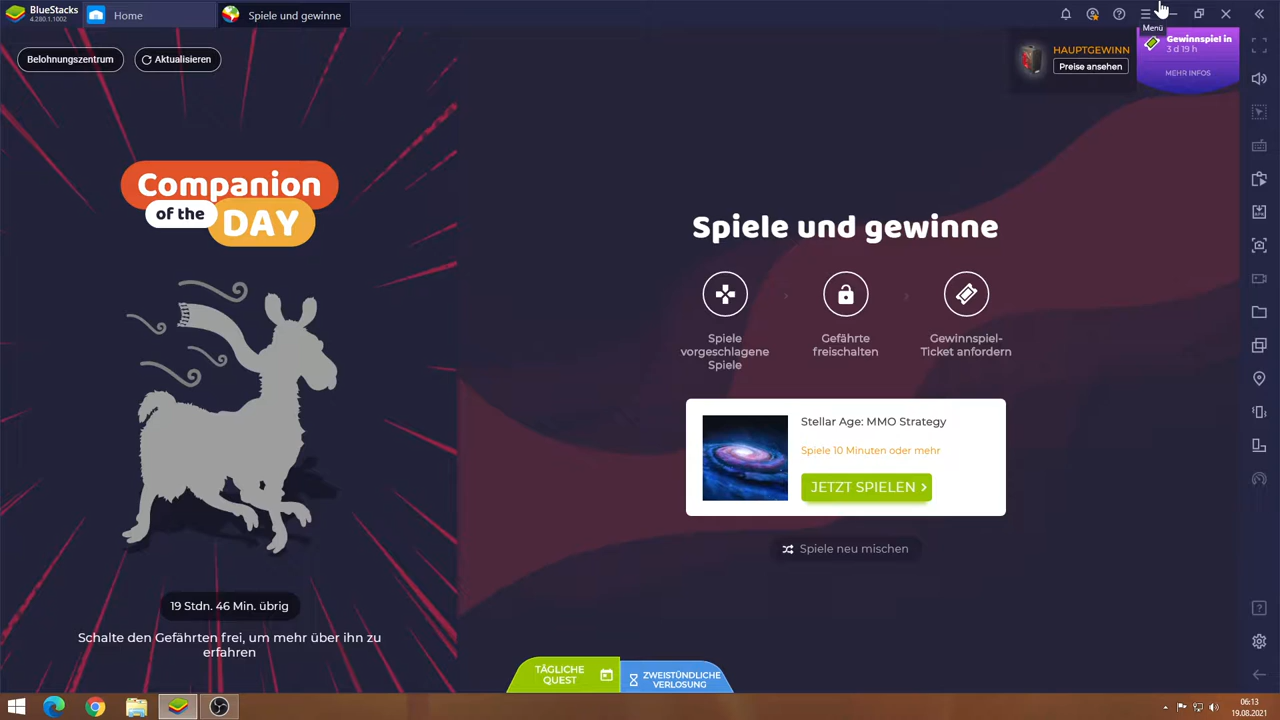 BlueStacks
4.280.1.1002
Home
Spiele und gewinne
Menü
Belohnungszentrum
Aktualisieren
HAUPTGEWINN
Preise ansehen
Gewinnspiel in
3 d 19 h
MEHR INFOS
Companion
of the
DAY
19 Stdn. 46 Min. übrig
Schalte den Gefährten frei, um mehr über ihn zu
erfahren
Spiele und gewinne
Spiele
vorgeschlagene
Spiele
Gefährte
freischalten
Gewinnspiel-
Ticket anfordern
Stellar Age: MMO Strategy
Spiele 10 Minuten oder mehr
JETZT SPIELEN
Spiele neu mischen
TÄGLICHE
QUEST
ZWEISTÜNDLICHE
VERLOSUNG
06:13
19.08.2021